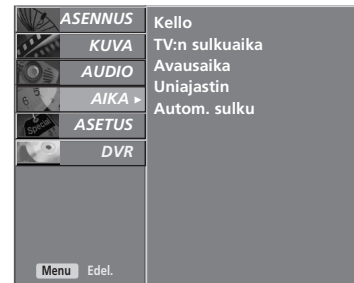 ASENNUS
KUVA
AUDIO
AIKA ►
ASETUS
DVR
Menu Edel.
Kello
TV:n sulkuaika
Avausaika
Uniajastin
Autom. sulku